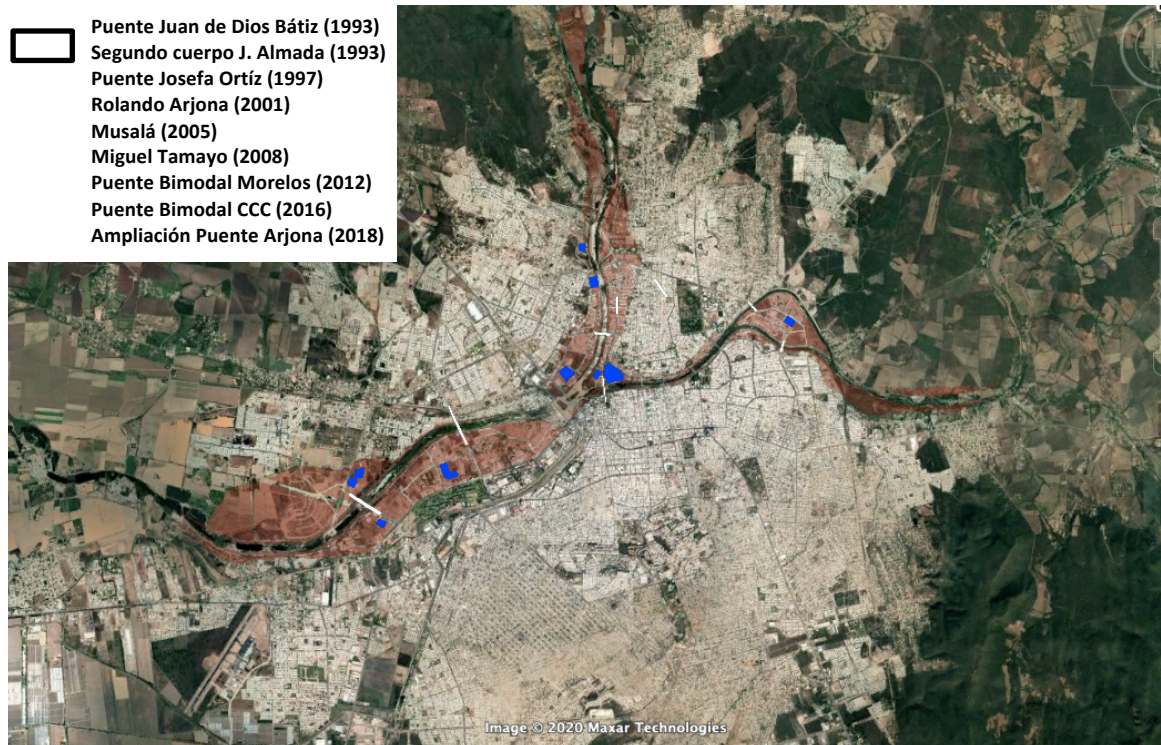 Puente Juan de Dios Bátiz (1993)
Segundo cuerpo J. Almada (1993)
Puente Josefa Ortíz (1997)
Rolando Arjona (2001)
Musalá (2005)
Miguel Tamayo (2008)
Puente Bimodal Morelos (2012)
Puente Bimodal CCC (2016)
Ampliación Puente Arjona (2018)
Image © 2020 Maxar Technologies